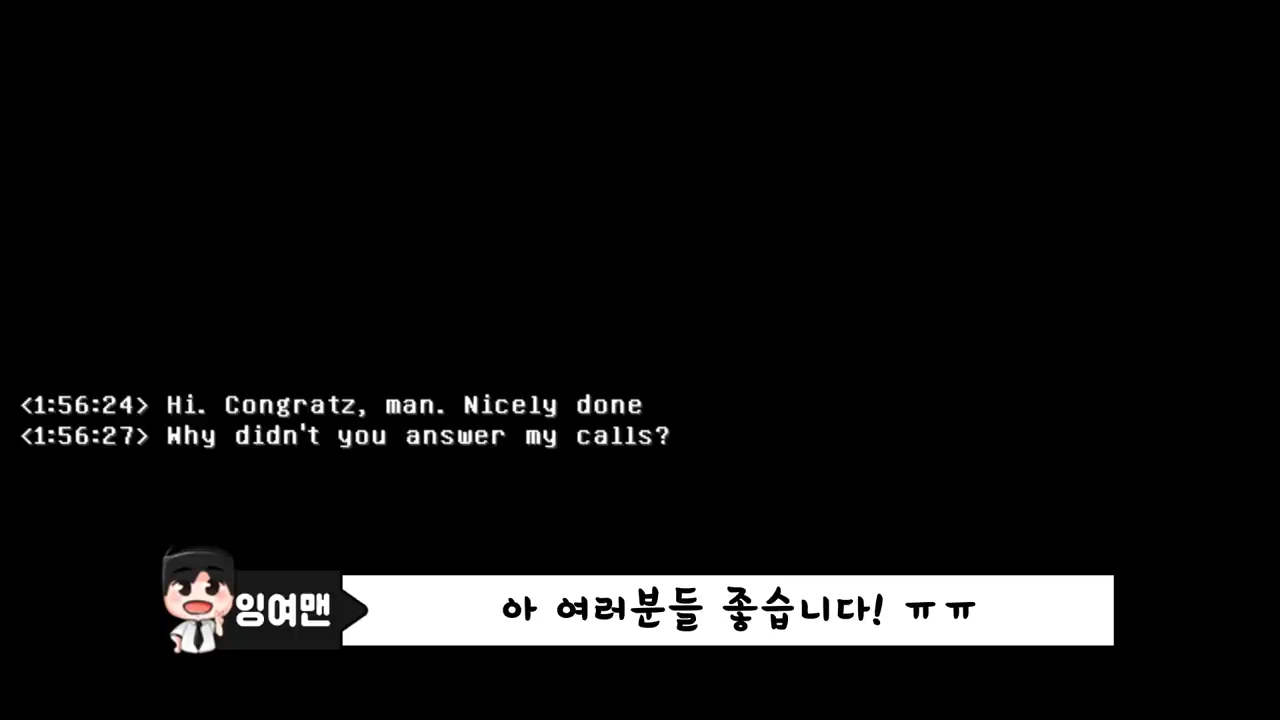 <1:56:24> Hi. Congratz, man. Nicely done
<1:56:27> Why didn't you answer my calls?
잉여맨
아 여러분들 좋습니다! ㅠㅠ